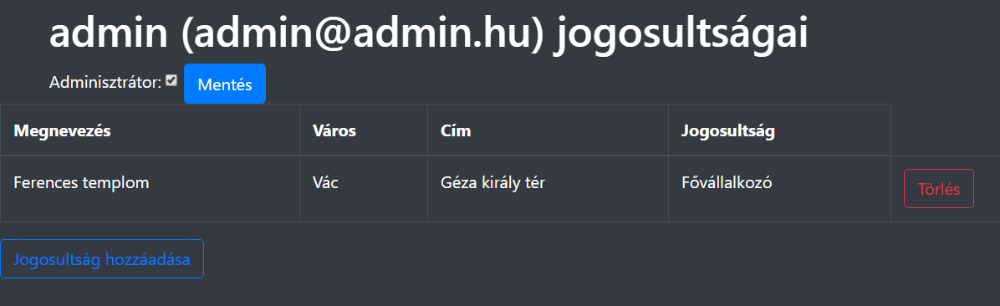 admin (admin@admin.hu) jogosultságai
Adminisztrátor: Mentés
Megnevezés Város Cím Jogosultság
Ferences templom Vác Géza király tér Fővállalkozó Törlés
Jogosultság hozzáadása